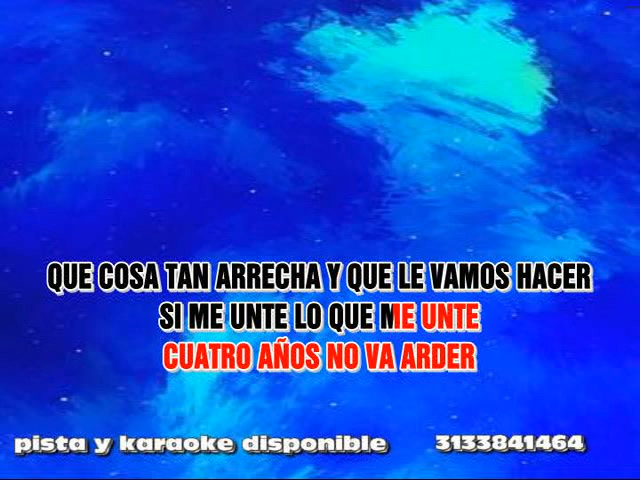 QUE COSA TAN ARRECHA Y QUE LE VAMOS HACER
SI ME UNTE LO QUE ME UNTE
CUATRO AÑOS NO VA ARDER
pista y karaoke disponible 3133841464